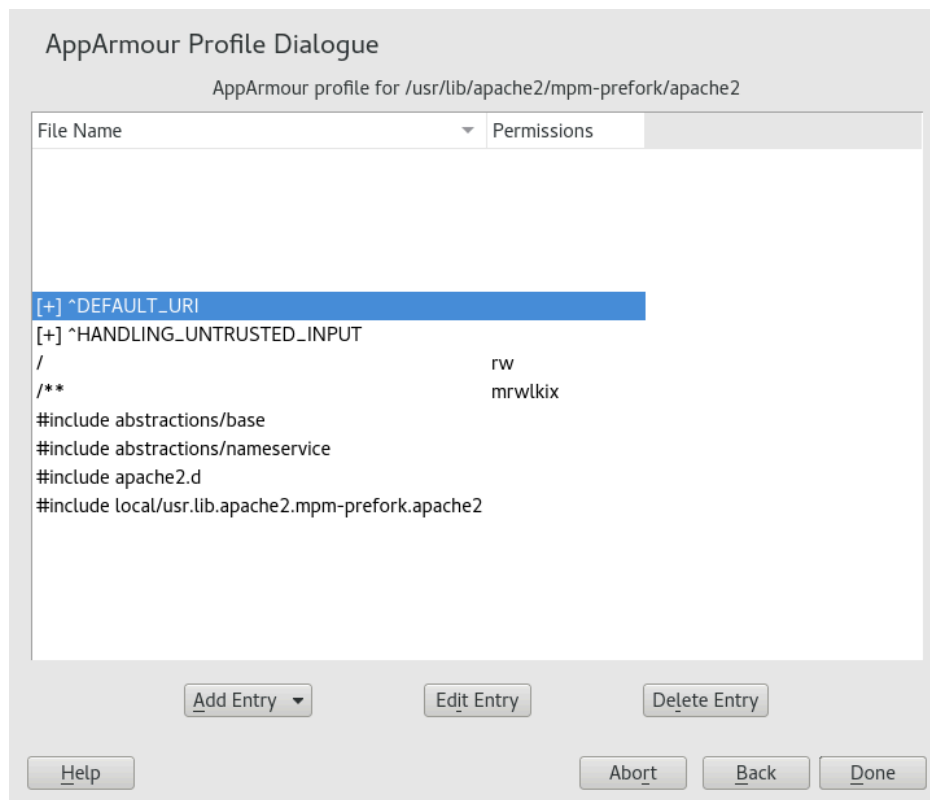 AppArmour Profile Dialogue
AppArmour profile for /usr/lib/apache2/mpm-prefork/apache2
File Name Permissions
[+] ^DEFAULT_URI
[+] ^HANDLING_UNTRUSTED_INPUT
/ rw
/** mrwlkix
#include abstractions/base
#include abstractions/nameservice
#include apache2.d
#include local/usr.lib.apache2.mpm-prefork.apache2
Add Entry Edit Entry Delete Entry
Help Abort Back Done